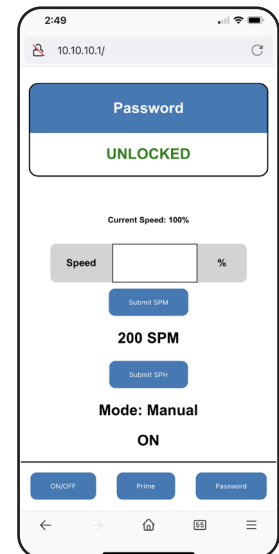 2:49
10.10.10.1/
Password
UNLOCKED
Current Speed: 100%
Speed %
Submit SPM
200 SPM
Submit SPH
Mode: Manual
ON
ON/OFF Prime Password
55